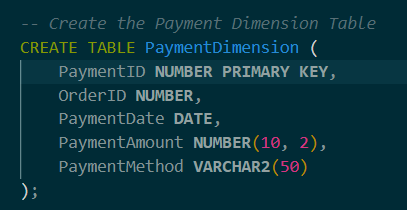 -- Create the Payment Dimension Table
CREATE TABLE PaymentDimension (
    PaymentID NUMBER PRIMARY KEY,
    OrderID NUMBER,
    PaymentDate DATE,
    PaymentAmount NUMBER(10, 2),
    PaymentMethod VARCHAR2(50)
);